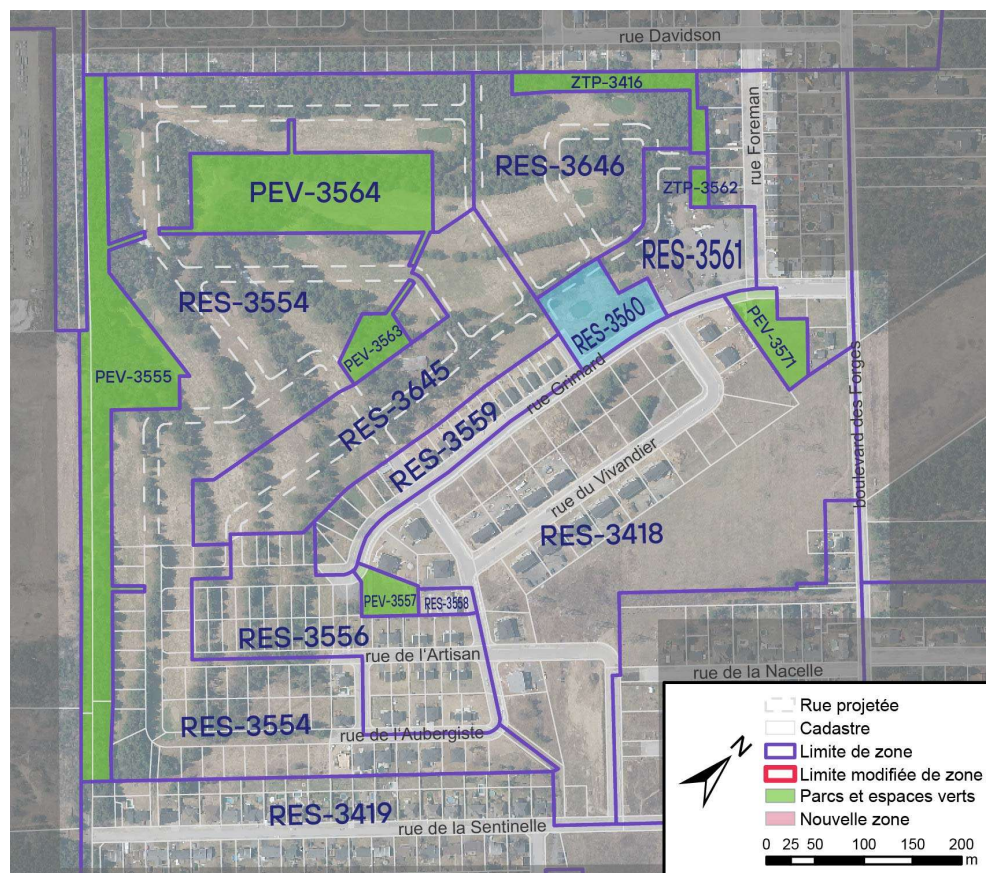 rue Davidson
ZTP-3416
rue Foreman
RES-3646
PEV-3564
ZTP-3562
RES-3561
RES-3554
RES-3560
PEV-3571
PEV-3563
PEV-3555
RES-3645
rue Grimard
boulevard des Forges
RES-3559
rue du Vivandier
RES-3418
PEV-3557
RES-3558
RES-3556
rue de l'Artisan
rue de la Nacelle
RES-3554
rue de l'Aubergiste
RES-3419
rue de la Sentinelle
N
Rue projetée
Cadastre
Limite de zone
Limite modifiée de zone
Parcs et espaces verts
Nouvelle zone
0 25 50 100 150 200
m